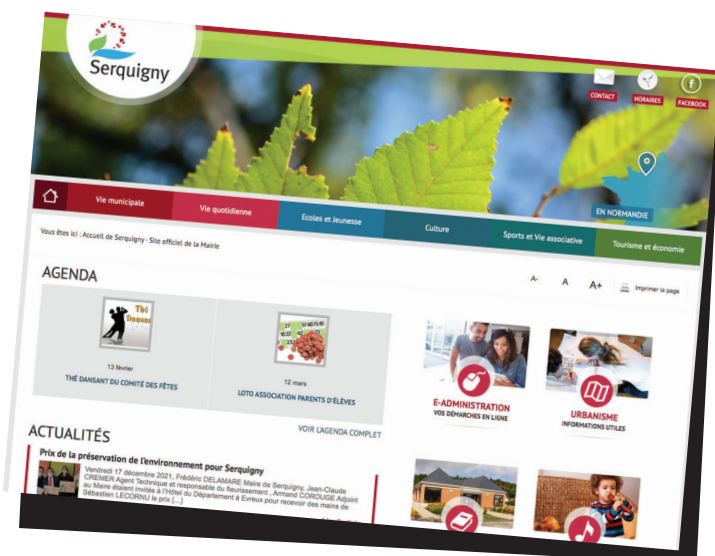 Serquigny
CONTACT
HORAIRES
FACEBOOK
EN NORMANDIE
Vie municipale
Vie quotidienne
Ecoles et Jeunesse
Culture
Sports et Vie associative
Tourisme et économie
Vous êtes ici : Accueil de Serquigny - Site officiel de la Mairie
A-
A
A+
Imprimer la page
AGENDA
Thé
Dansant
13 février
THÉ DANSANT DU COMITÉ DES FÊTES
12 mars
LOTO ASSOCIATION PARENTS D'ÉLÈVES
VOIR L'AGENDA COMPLET
E-ADMINISTRATION
VOS DÉMARCHES EN LIGNE
URBANISME
INFORMATIONS UTILES
ACTUALITÉS
Prix de la préservation de l'environnement pour Serquigny
Vendredi 17 décembre 2021, Frédéric DELAMARE Maire de Serquigny, Jean-Claude
CREMER Agent Technique et responsable du fleurissement , Armand COROUGE Adjoint
au Maire étaient invités à l'Hôtel du Département à Evreux pour recevoir des mains de
Sébastien LECORNU le prix [...]